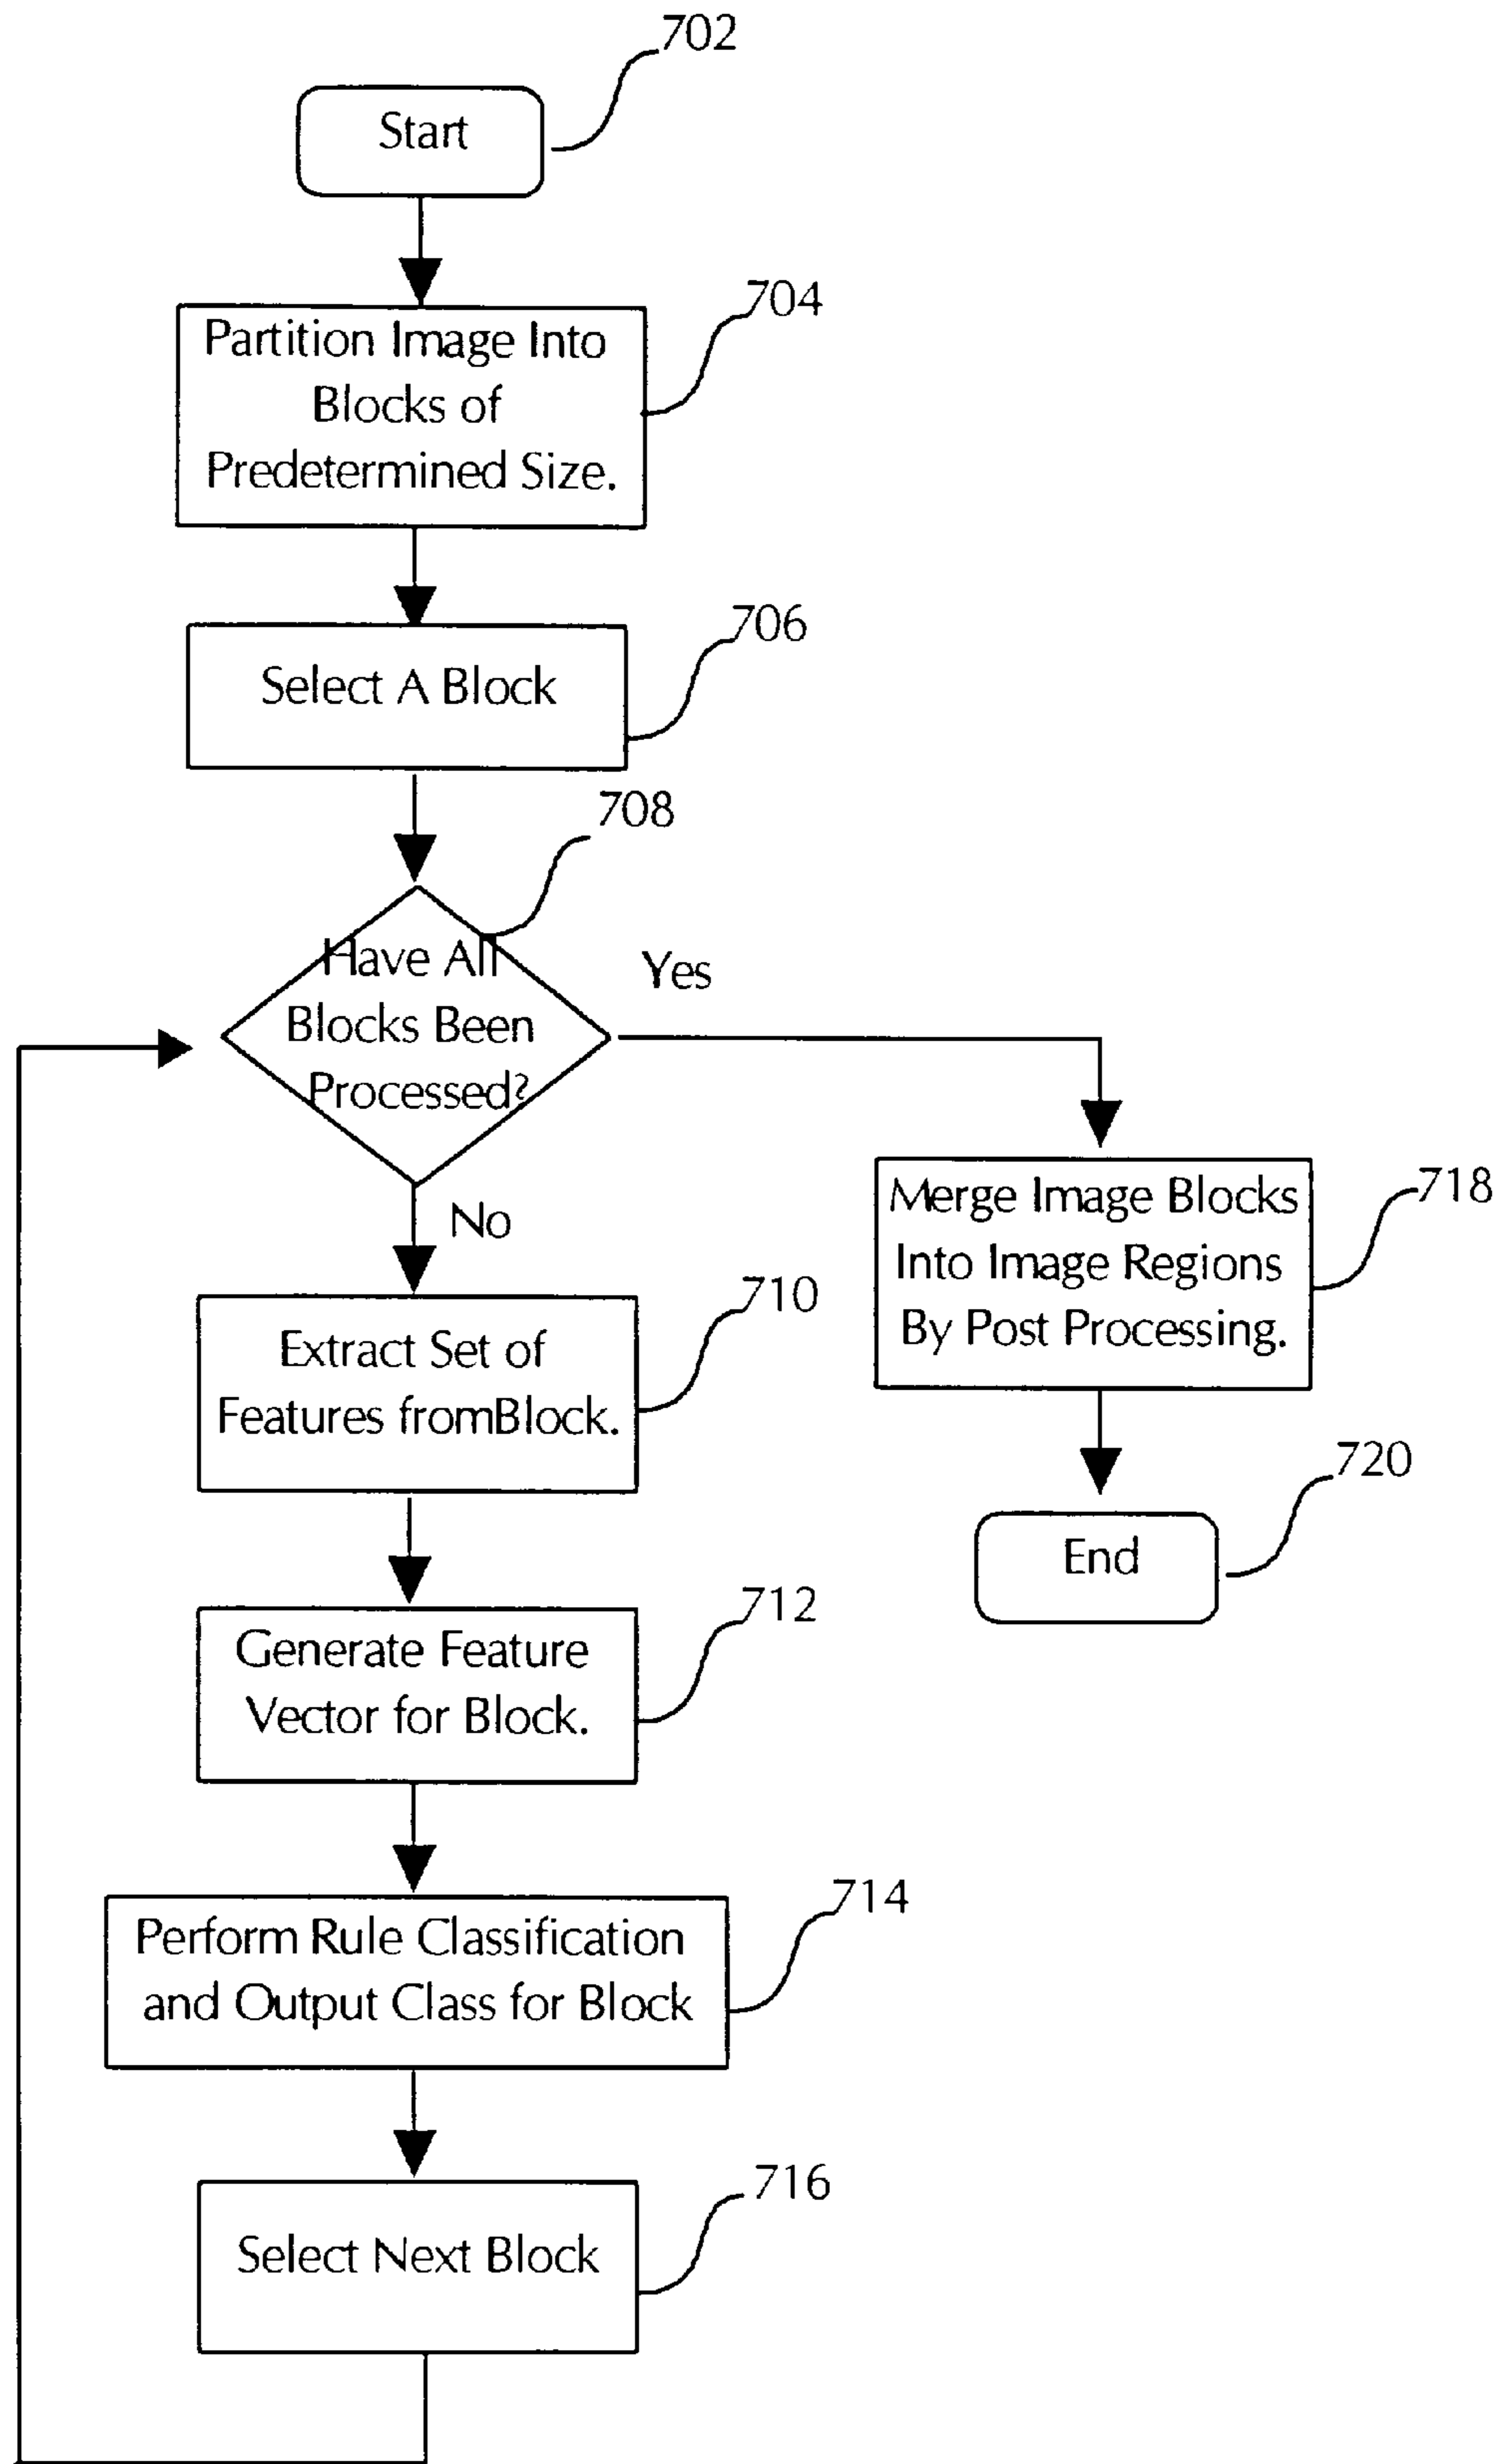 702
Start
704
Partition Image Into
Blocks of
Predetermined Size.
706
Select A Block
708
Have All
Blocks Been
Processed?
Yes
No
710
Extract Set of
Features fromBlock.
712
Generate Feature
Vector for Block.
714
Perform Rule Classification
and Output Class for Block
716
Select Next Block
718
Merge Image Blocks
Into Image Regions
By Post Processing.
720
End